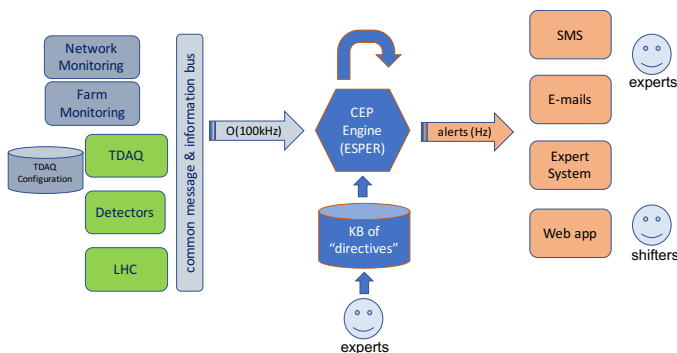 Network
Monitoring
Farm
Monitoring
TDAQ
Configuration
TDAQ
Detectors
LHC
common message & information bus
O(100kHz)
CEP
Engine
(ESPER)
KB of
“directives”
experts
alerts (Hz)
SMS
E-mails
Expert
System
Web app
experts
shifters